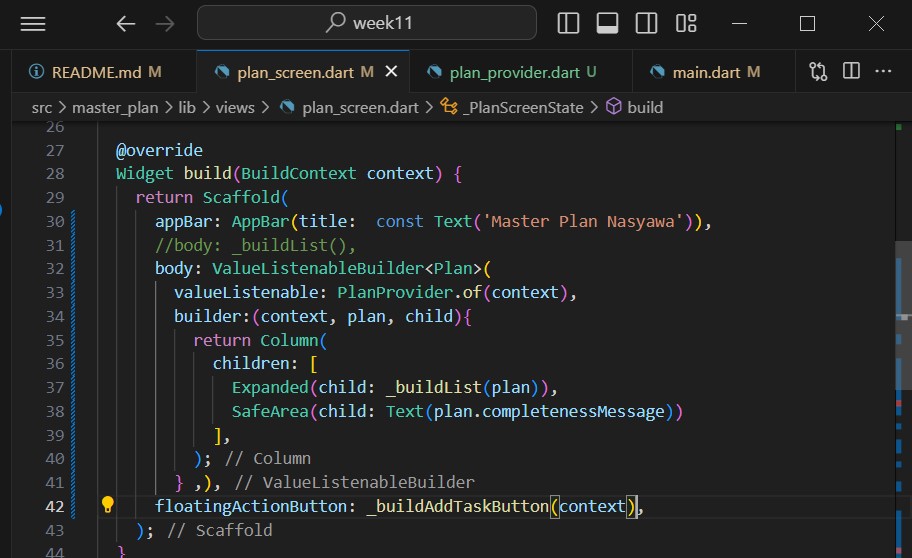 week11
README.md M plan_screen.dart M plan_provider.dart U main.dart M
src > master_plan > lib > views > plan_screen.dart > _PlanScreenState > build
26
27 @override
28 Widget build(BuildContext context) {
29 return Scaffold(
30 appBar: AppBar(title:  const Text('Master Plan Nasyawa')),
31 //body: _buildList(),
32 body: ValueListenableBuilder<Plan>(
33 valueListenable: PlanProvider.of(context),
34 builder:(context, plan, child){
35 return Column(
36 children: [
37 Expanded(child: _buildList(plan)),
38 SafeArea(child: Text(plan.completenessMessage))
39 ],
40 ); // Column
41 } ,), // ValueListenableBuilder
42 floatingActionButton: _buildAddTaskButton(context),
43 ); // Scaffold
44 }